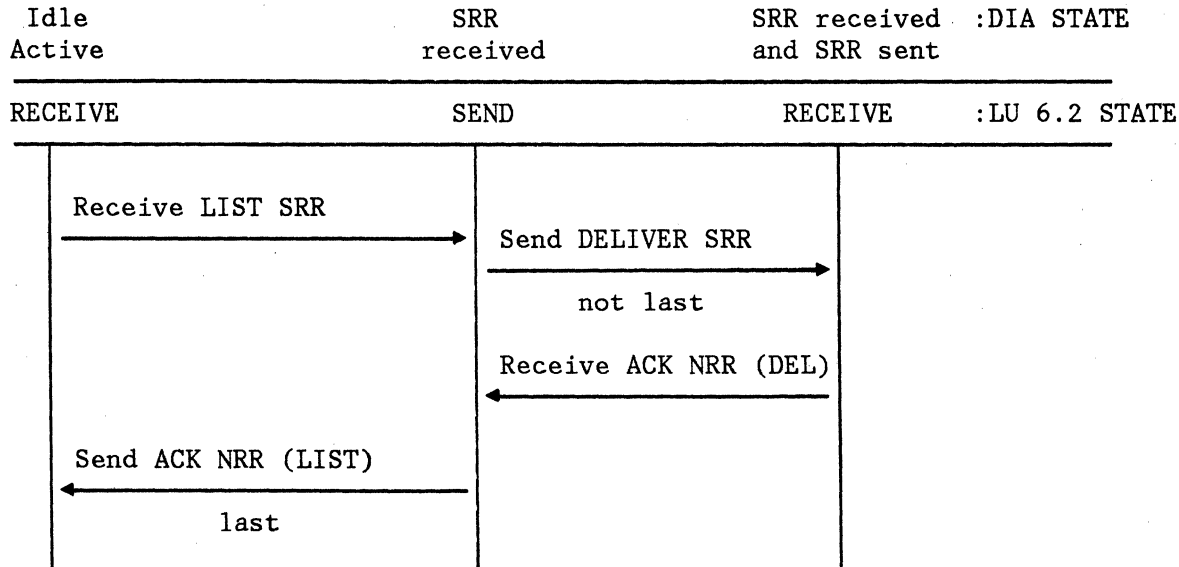 Idle SRR SRR received :DIA STATE
Active received and SRR sent
RECEIVE SEND RECEIVE :LU 6.2 STATE
Receive LIST SRR
Send DELIVER SRR
not last
Receive ACK NRR (DEL)
Send ACK NRR (LIST)
last